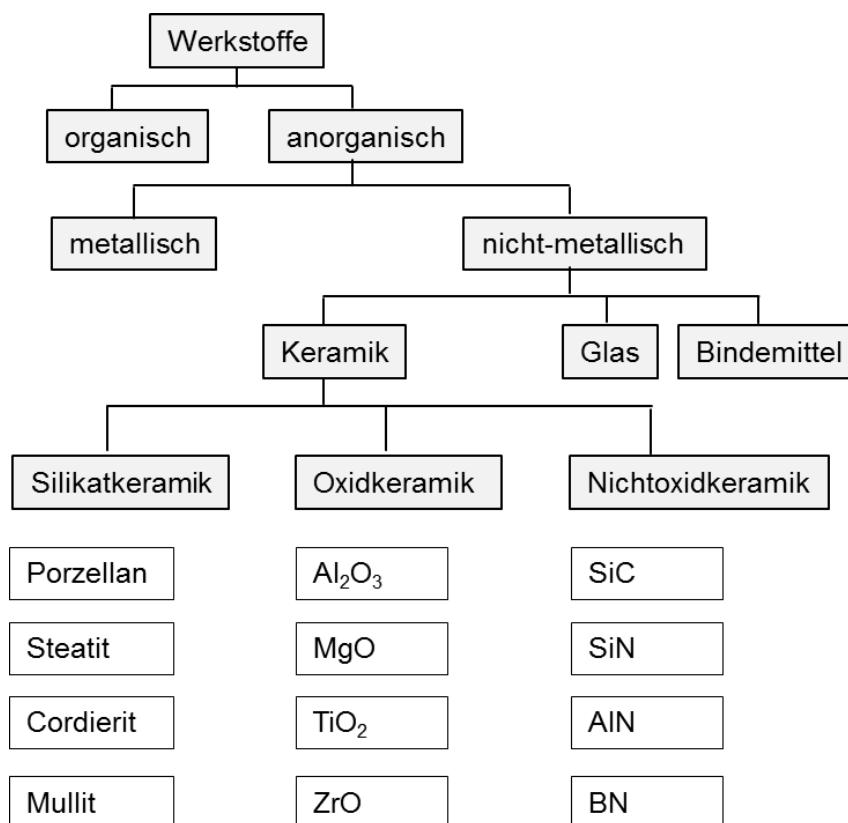 Werkstoffe
organisch
anorganisch
metallisch
nicht-metallisch
Keramik
Glas
Bindemittel
Silikatkeramik
Oxidkeramik
Nichtoxidkeramik
Porzellan
Al₂O₃
SiC
Steatit
MgO
SiN
Cordierit
TiO₂
AlN
Mullit
ZrO
BN